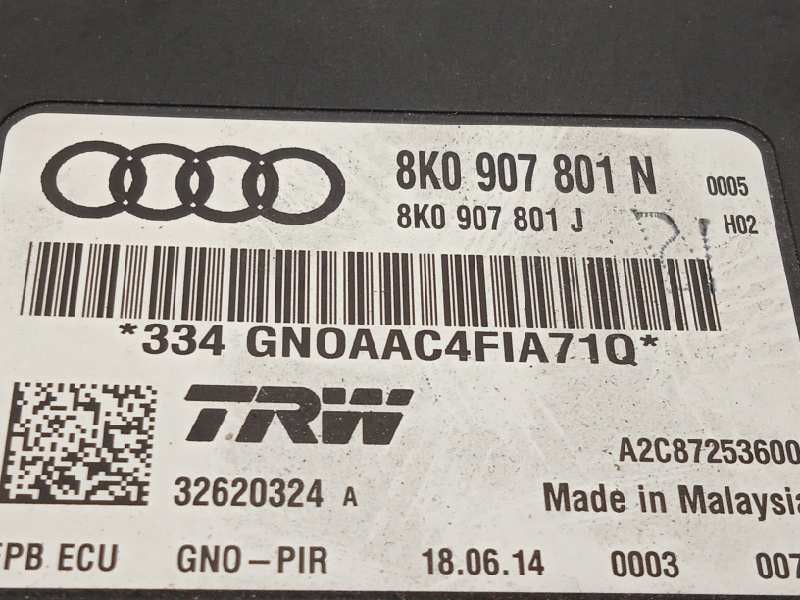 8K0 907 801 N 0005
8K0 907 801 J H02
*334 GNOAAC4FIA71Q*
TRW
A2C87253600
32620324 A
Made in Malaysia
EPB ECU GNO-PIR 18.06.14 0003 007